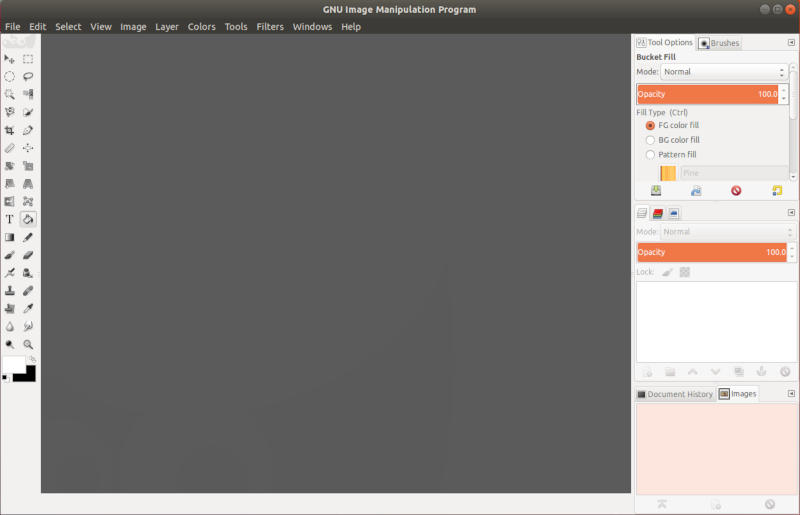 GNU Image Manipulation Program
File Edit Select View Image Layer Colors Tools Filters Windows Help
Tool Options Brushes
Bucket Fill
Mode: Normal
Opacity 100.0
Fill Type (Ctrl)
FG color fill
BG color fill
Pattern fill
Pine
Mode: Normal
Opacity 100.0
Lock:
Document History Images